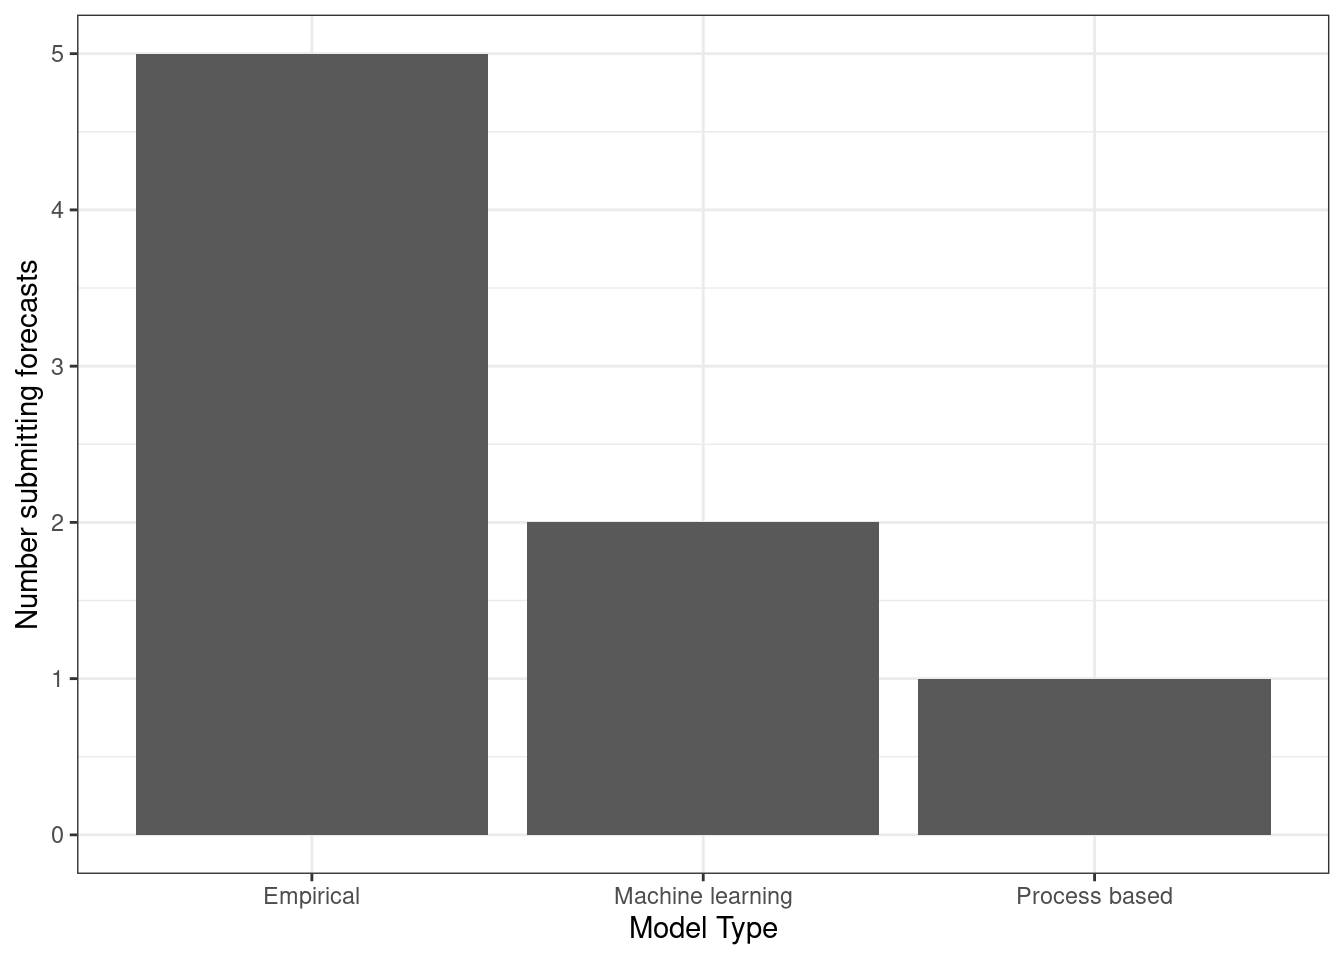 Number submitting forecasts
5
4
3
2
1
0
Empirical
Machine learning
Process based
Model Type